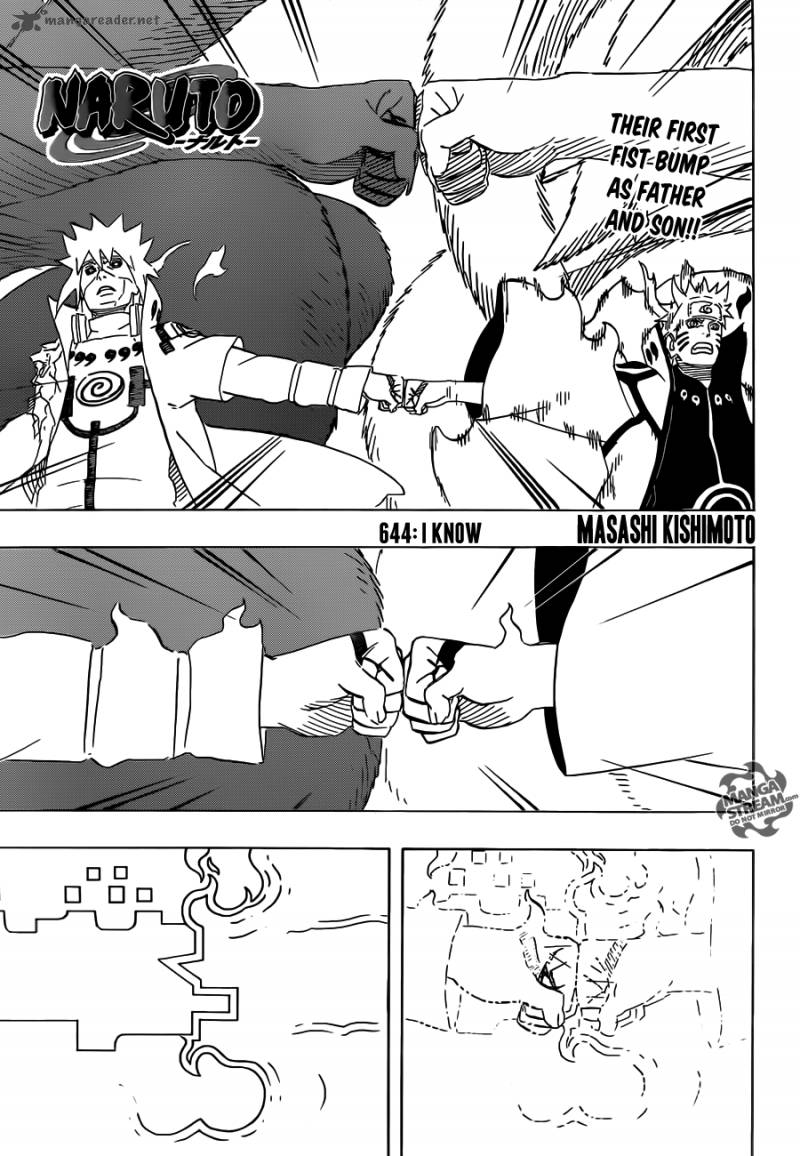 mangareader.net
NARUTO
-ナルト-
THEIR FIRST
FIST BUMP
AS FATHER
AND SON!!
644: I KNOW
MASASHI KISHIMOTO
MANGA
STREAM.com
DO NOT MIRROR